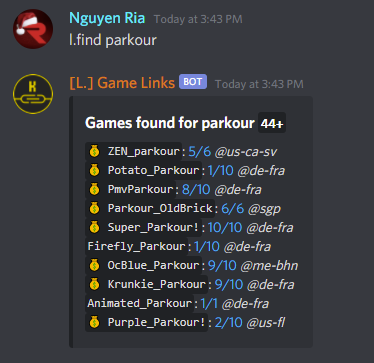 Nguyen Ria Today at 3:43 PM
l.find parkour
K
[L.] Game Links BOT Today at 3:43 PM
Games found for parkour 44+
ZEN_parkour: 5/6 @us-ca-sv
Potato_Parkour: 1/10 @de-fra
PmvParkour: 8/10 @de-fra
Parkour_OldBrick: 6/6 @sgp
Super_Parkour!: 10/10 @de-fra
Firefly_Parkour: 1/10 @de-fra
OcBlue_Parkour: 9/10 @me-bhn
Krunkie_Parkour: 9/10 @de-fra
Animated_Parkour: 1/1 @de-fra
Purple_Parkour!: 2/10 @us-fl